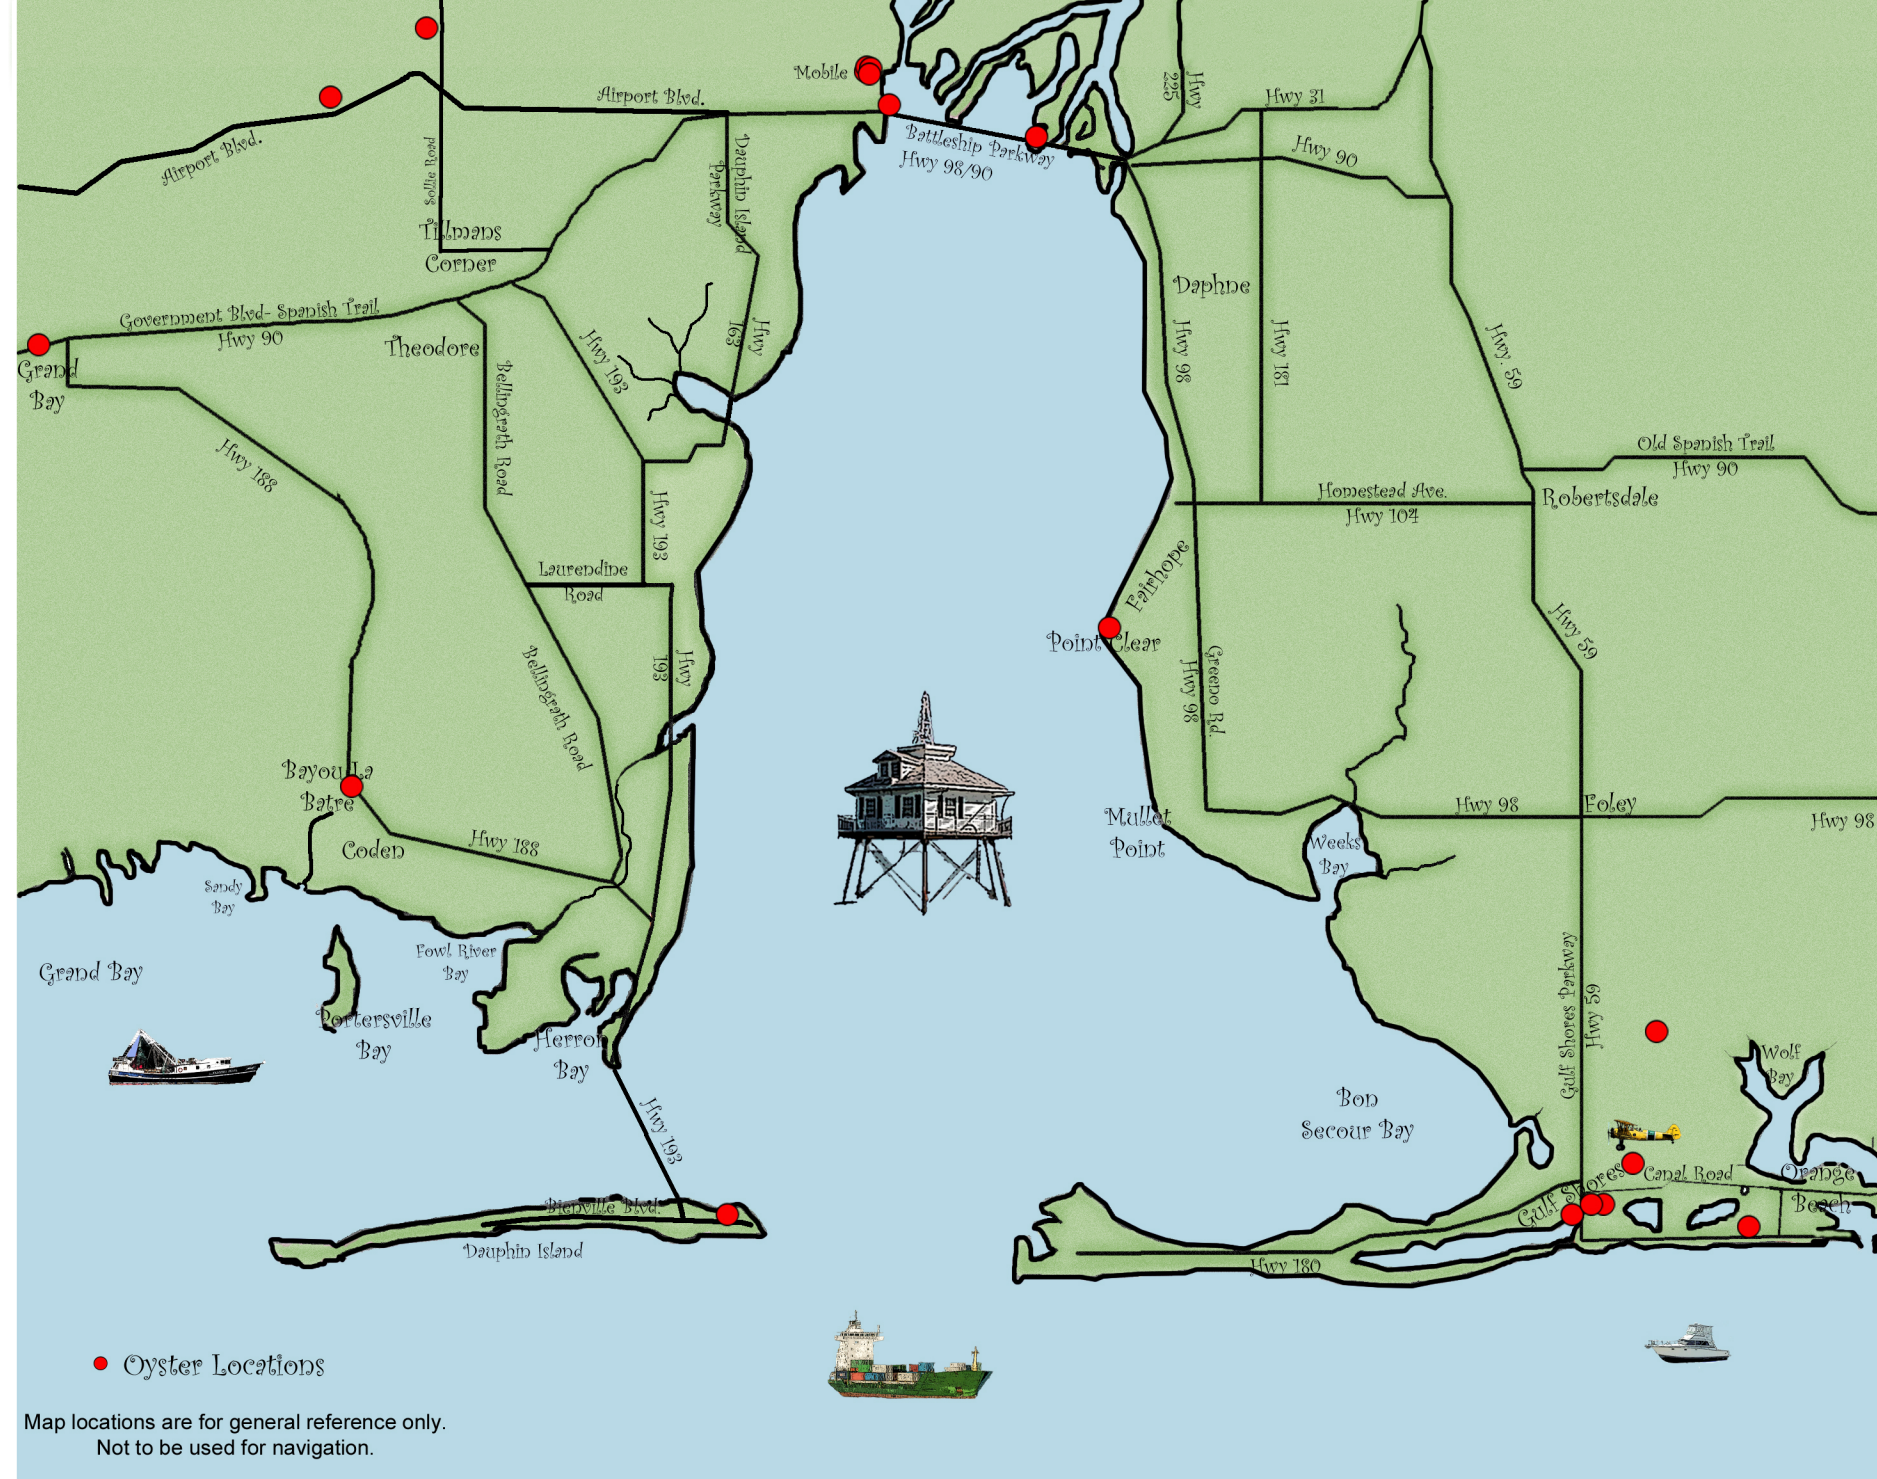 Mobile
Airport Blvd.
Airport Blvd.
Sollie Road
Tillmans
Corner
Dauphin Island
Parkway
Battleship Parkway
Hwy 98/90
Hwy
225
Hwy 31
Hwy 90
Daphne
Hwy 98
Hwy 181
Hwy. 59
Government Blvd- Spanish Trail
Hwy 90
Grand
Bay
Theodore
Hwy 193
Hwy
163
Bellingrath Road
Hwy 188
Old Spanish Trail
Hwy 90
Homestead Ave.
Hwy 104
Robertsdale
Hwy 193
Laurendine
Road
Fairhope
Point Clear
Hwy 59
Hwy
193
Bellingrath Road
Greeno Rd.
Hwy 98
Bayou La
Batre
Coden
Hwy 188
Mullet
Point
Weeks
Bay
Hwy 98
Foley
Hwy 98
Sandy
Bay
Fowl River
Bay
Grand Bay
Portersville
Bay
Herron
Bay
Gulf Shores Parkway
Hwy 59
Wolf
Bay
Bon
Secour Bay
Hwy 193
Gulf Shores
Canal Road
Orange
Beach
Bienville Blvd.
Dauphin Island
Hwy 180
Oyster Locations
Map locations are for general reference only.
Not to be used for navigation.